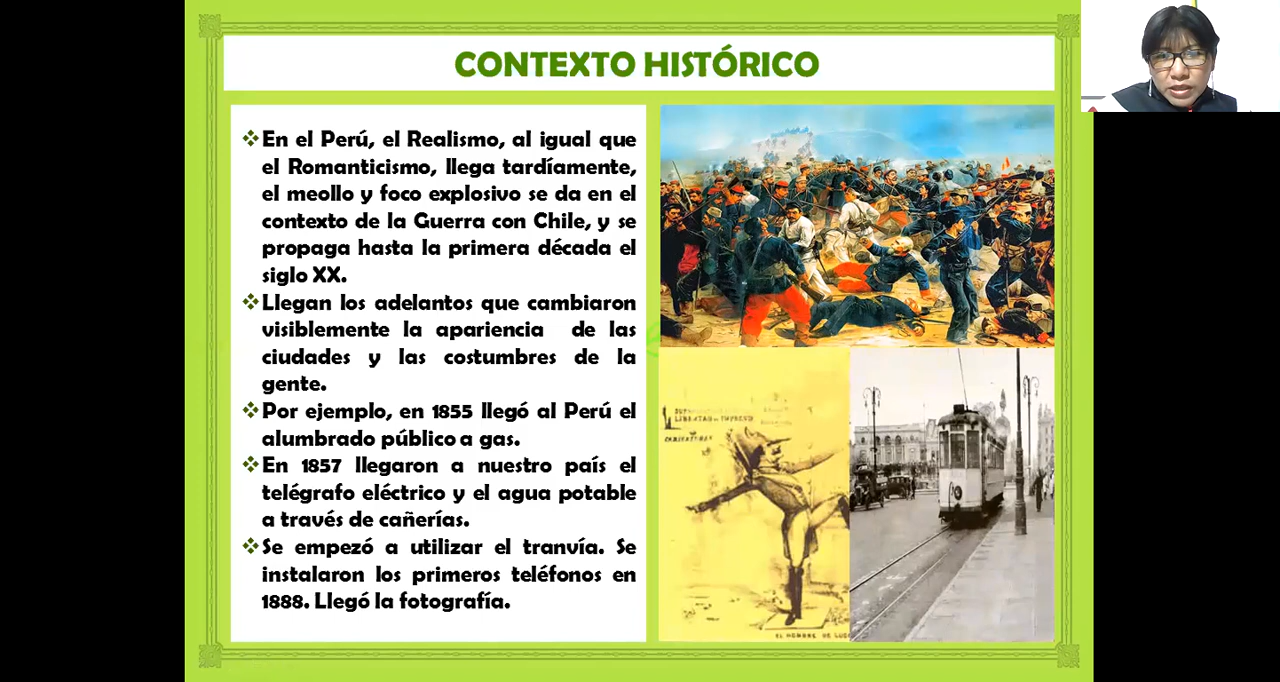 CONTEXTO HISTÓRICO
❖En el Perú, el Realismo, al igual que
el Romanticismo, llega tardíamente,
el meollo y foco explosivo se da en el
contexto de la Guerra con Chile, y se
propaga hasta la primera década el
siglo XX.
❖Llegan los adelantos que cambiaron
visiblemente la apariencia de las
ciudades y las costumbres de la
gente.
❖Por ejemplo, en 1855 llegó al Perú el
alumbrado público a gas.
❖En 1857 llegaron a nuestro país el
telégrafo eléctrico y el agua potable
a través de cañerías.
❖Se empezó a utilizar el tranvía. Se
instalaron los primeros teléfonos en
1888. Llegó la fotografía.
LIBERTAD
EL HOMBRE DE